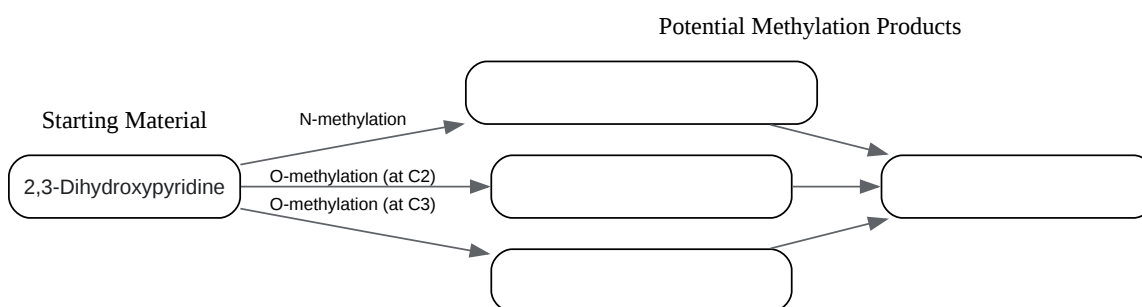 Potential Methylation Products
Starting Material
N-methylation
2,3-Dihydroxypyridine
O-methylation (at C2)
O-methylation (at C3)